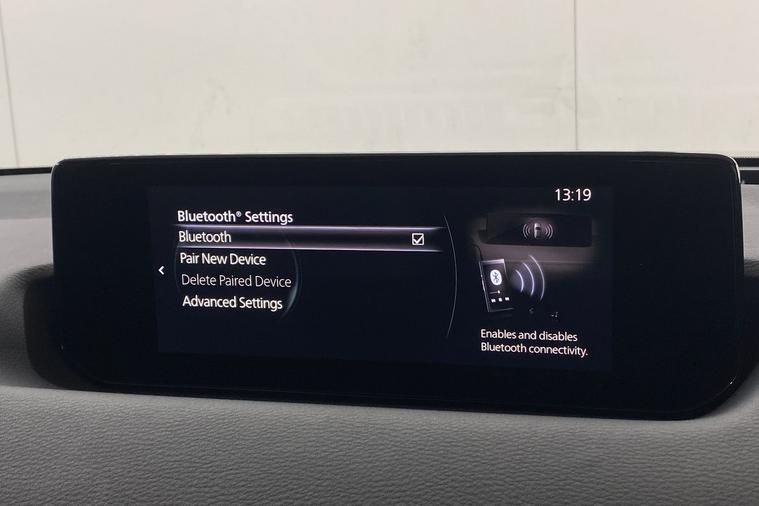 13:19
Bluetooth® Settings
Bluetooth
Pair New Device
Delete Paired Device
Advanced Settings
Enables and disables
Bluetooth connectivity.